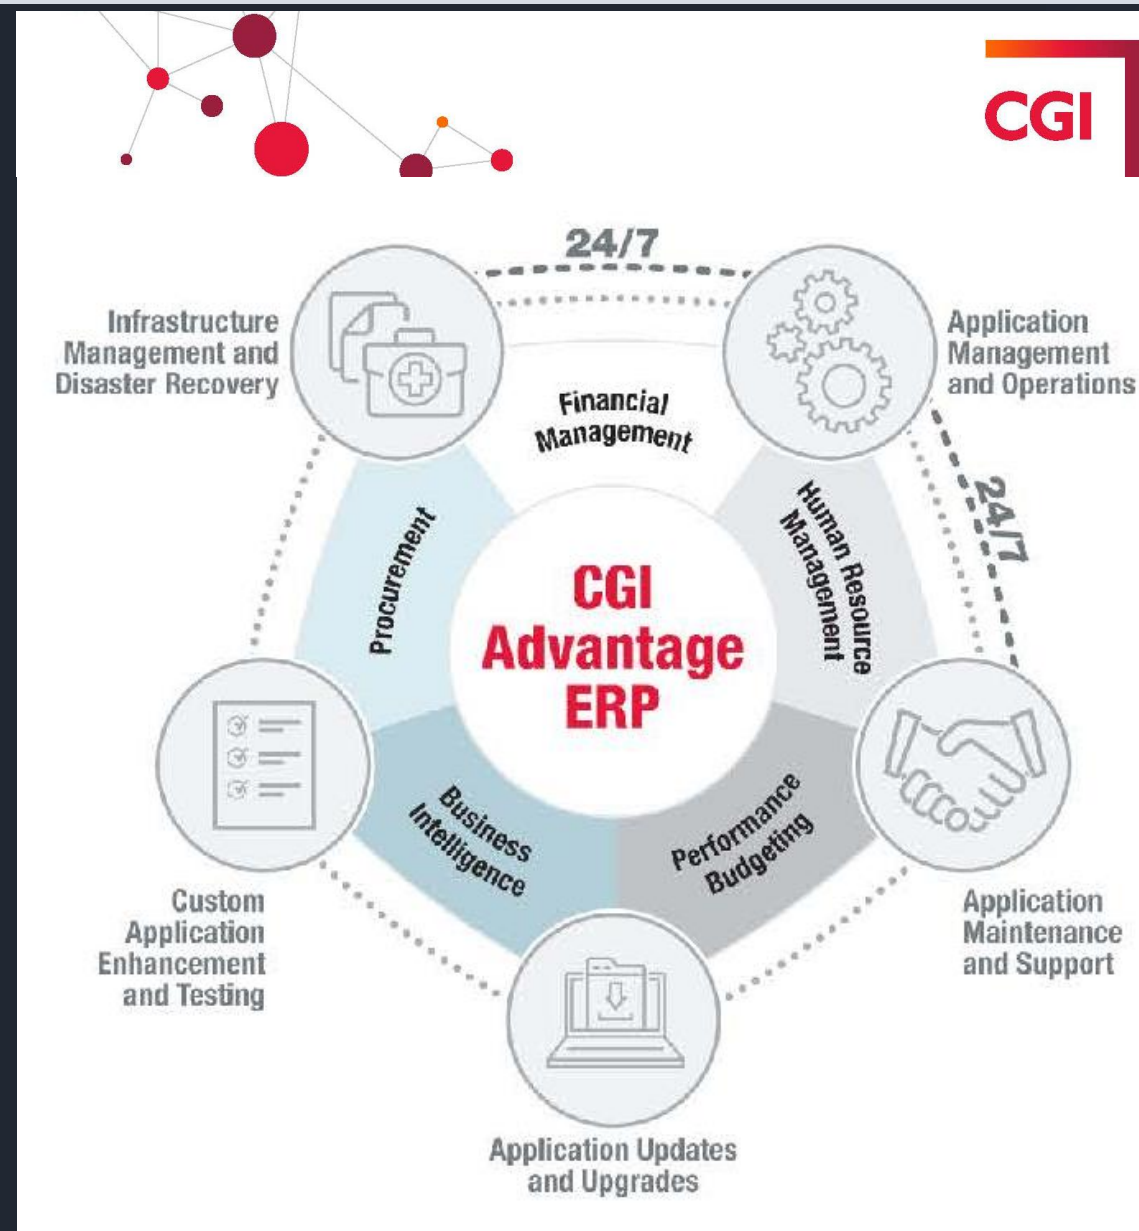 CGI
24/7
Infrastructure
Management and
Disaster Recovery
Application
Management
and Operations
Financial
Management
24/7
Human Resource
Management
Procurement
CGI
Advantage
ERP
Business
Intelligence
Performance
Budgeting
Custom
Application
Enhancement
and Testing
Application
Maintenance
and Support
Application Updates
and Upgrades